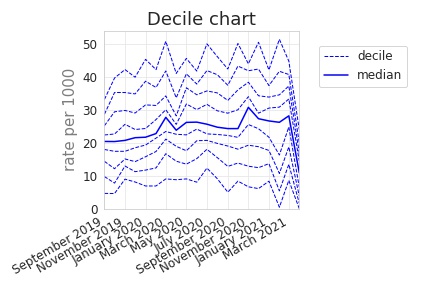 Decile chart
rate per 1000
50
40
30
20
10
0
September 2019
November 2019
January 2020
March 2020
May 2020
July 2020
September 2020
November 2020
January 2021
March 2021
decile
median